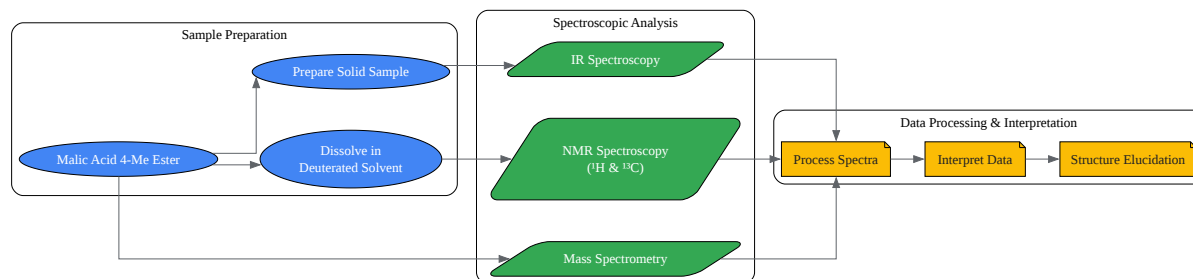 Sample Preparation
Malic Acid 4-Me Ester
Prepare Solid Sample
Dissolve in
Deuterated Solvent
Spectroscopic Analysis
IR Spectroscopy
NMR Spectroscopy
(¹H & ¹³C)
Mass Spectrometry
Data Processing & Interpretation
Process Spectra
Interpret Data
Structure Elucidation